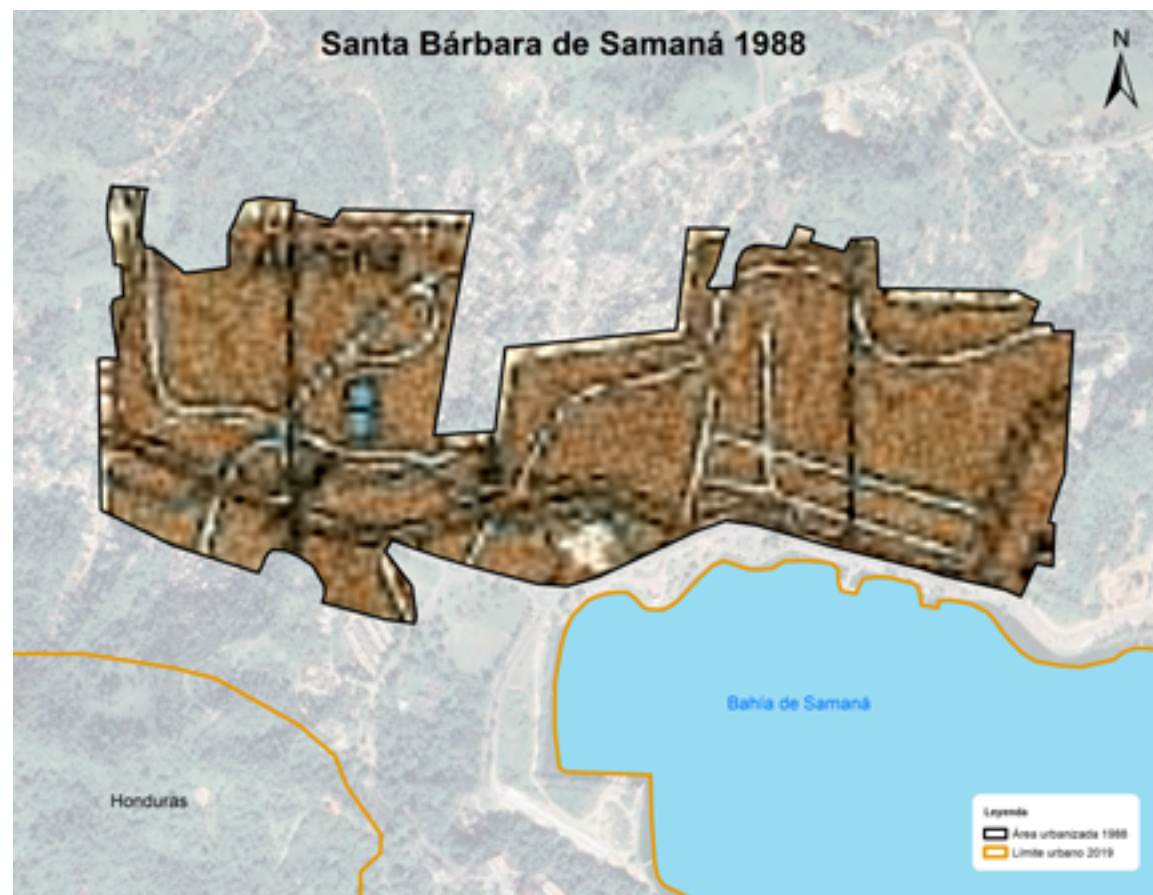 Santa Bárbara de Samaná 1988
N
Bahía de Samaná
Honduras
Leyenda
Área urbanizada 1988
Límite urbano 2019